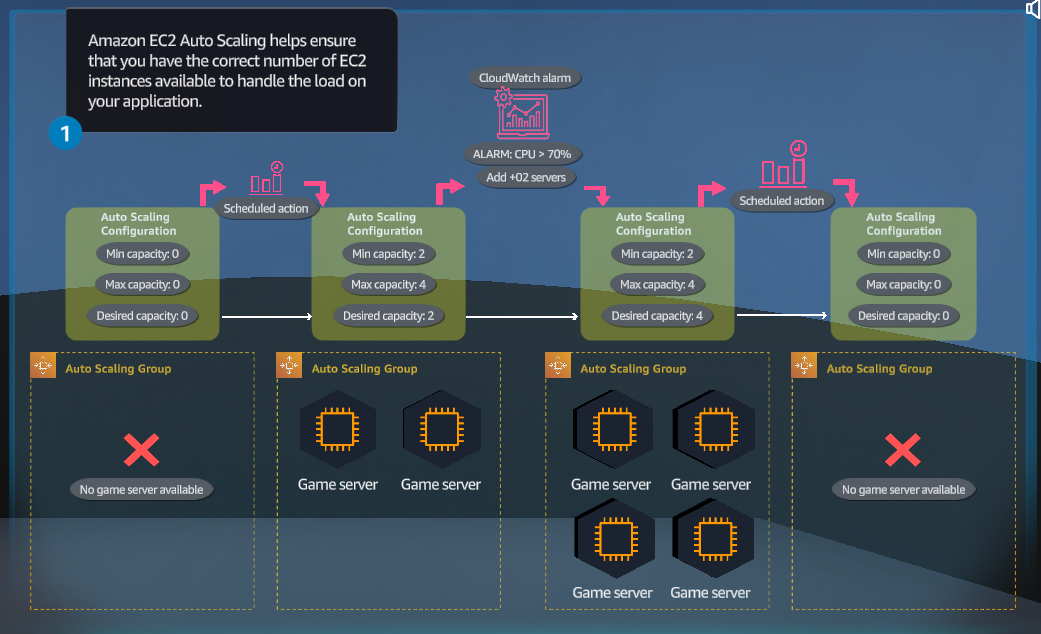 Amazon EC2 Auto Scaling helps ensure
that you have the correct number of EC2
instances available to handle the load on
your application.
1
CloudWatch alarm
ALARM: CPU > 70%
Add +02 servers
Scheduled action
Scheduled action
Auto Scaling
Configuration
Min capacity: 0
Max capacity: 0
Desired capacity: 0
Auto Scaling
Configuration
Min capacity: 2
Max capacity: 4
Desired capacity: 2
Auto Scaling
Configuration
Min capacity: 2
Max capacity: 4
Desired capacity: 4
Auto Scaling
Configuration
Min capacity: 0
Max capacity: 0
Desired capacity: 0
Auto Scaling Group
No game server available
Auto Scaling Group
Game server
Game server
Auto Scaling Group
Game server
Game server
Game server
Game server
Auto Scaling Group
No game server available